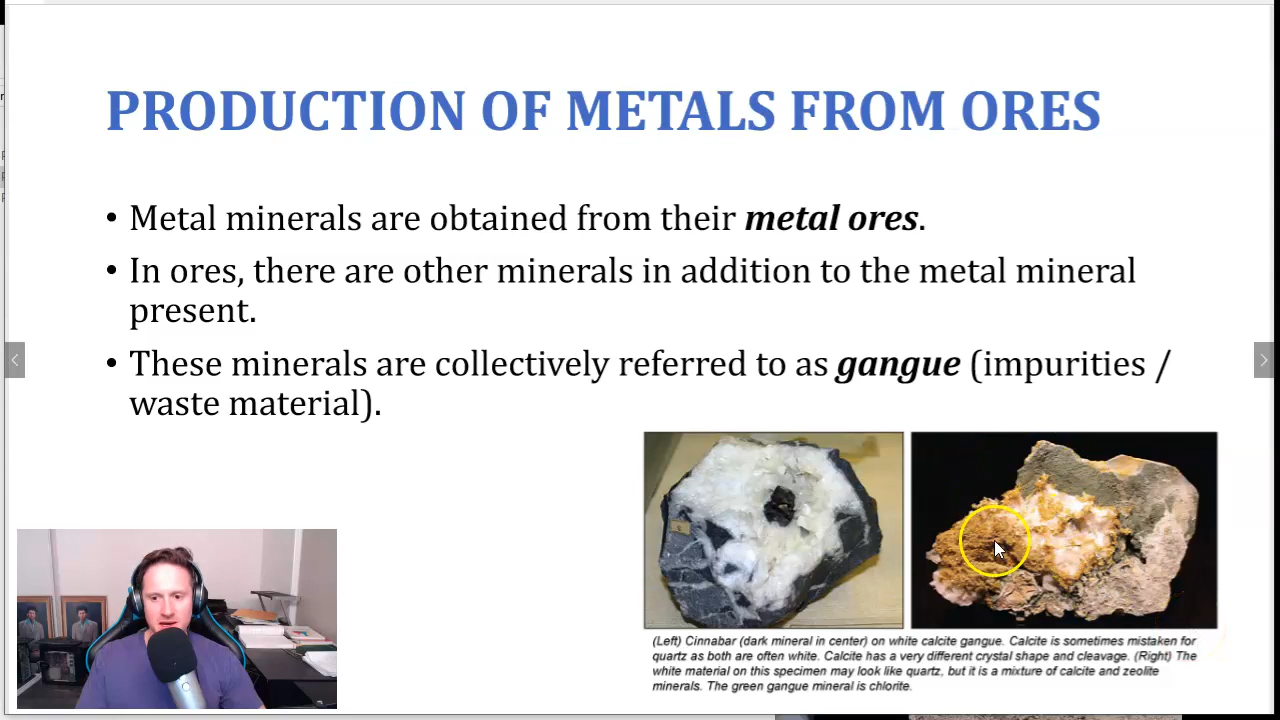 PRODUCTION OF METALS FROM ORES
• Metal minerals are obtained from their metal ores.
• In ores, there are other minerals in addition to the metal mineral
present.
• These minerals are collectively referred to as gangue (impurities /
waste material).
(Left) Cinnabar (dark mineral in center) on white calcite gangue. Calcite is sometimes mistaken for
quartz as both are often white. Calcite has a very different crystal shape and cleavage. (Right) The
white material on this specimen may look like quartz, but it is a mixture of calcite and zeolite
minerals. The green gangue mineral is chlorite.